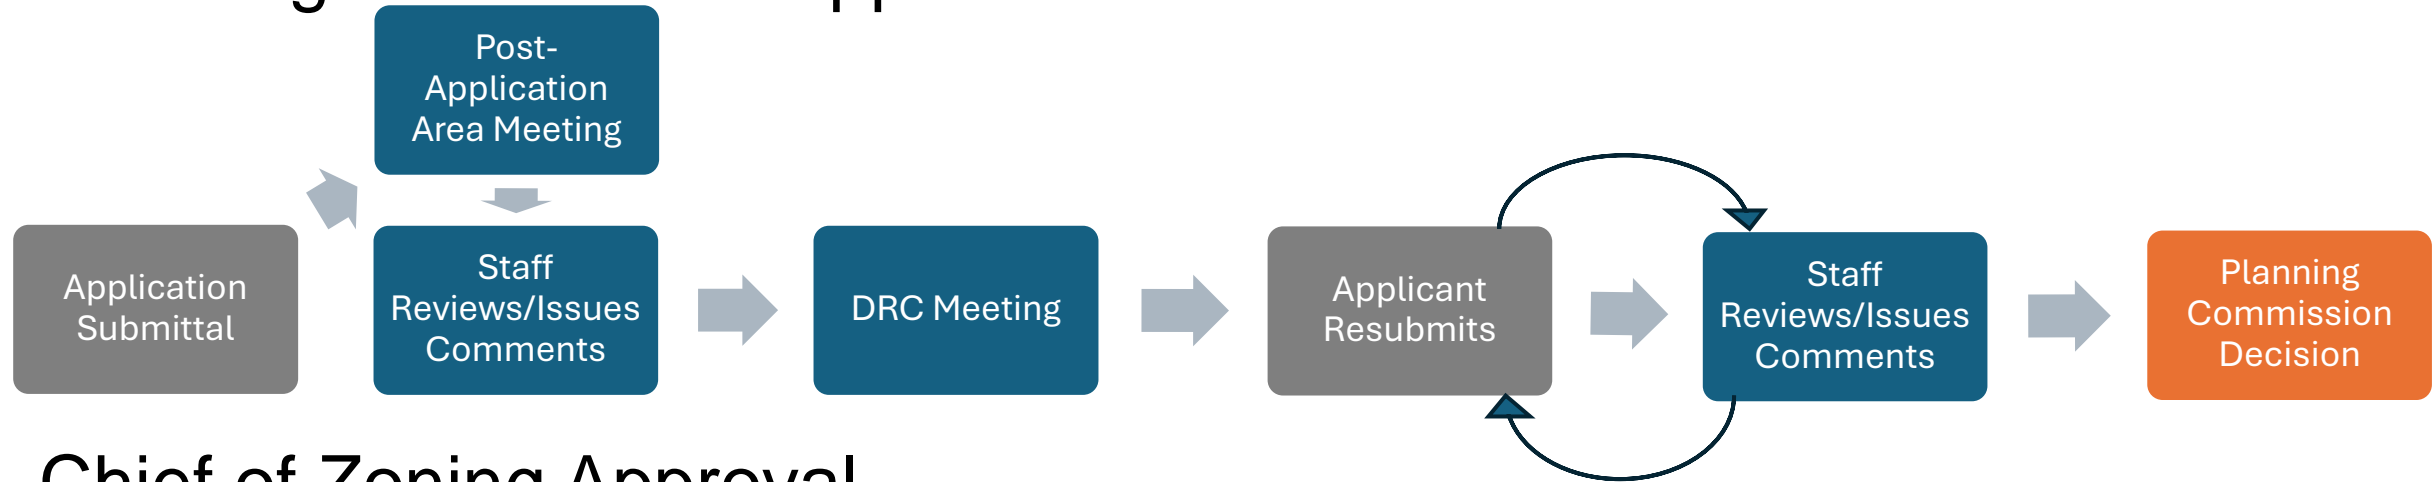 Post-
Application
Area Meeting
Application
Submittal
Staff
Reviews/Issues
Comments
DRC Meeting
Applicant
Resubmits
Staff
Reviews/Issues
Comments
Planning
Commission
Decision
Chief of Zoning Approval